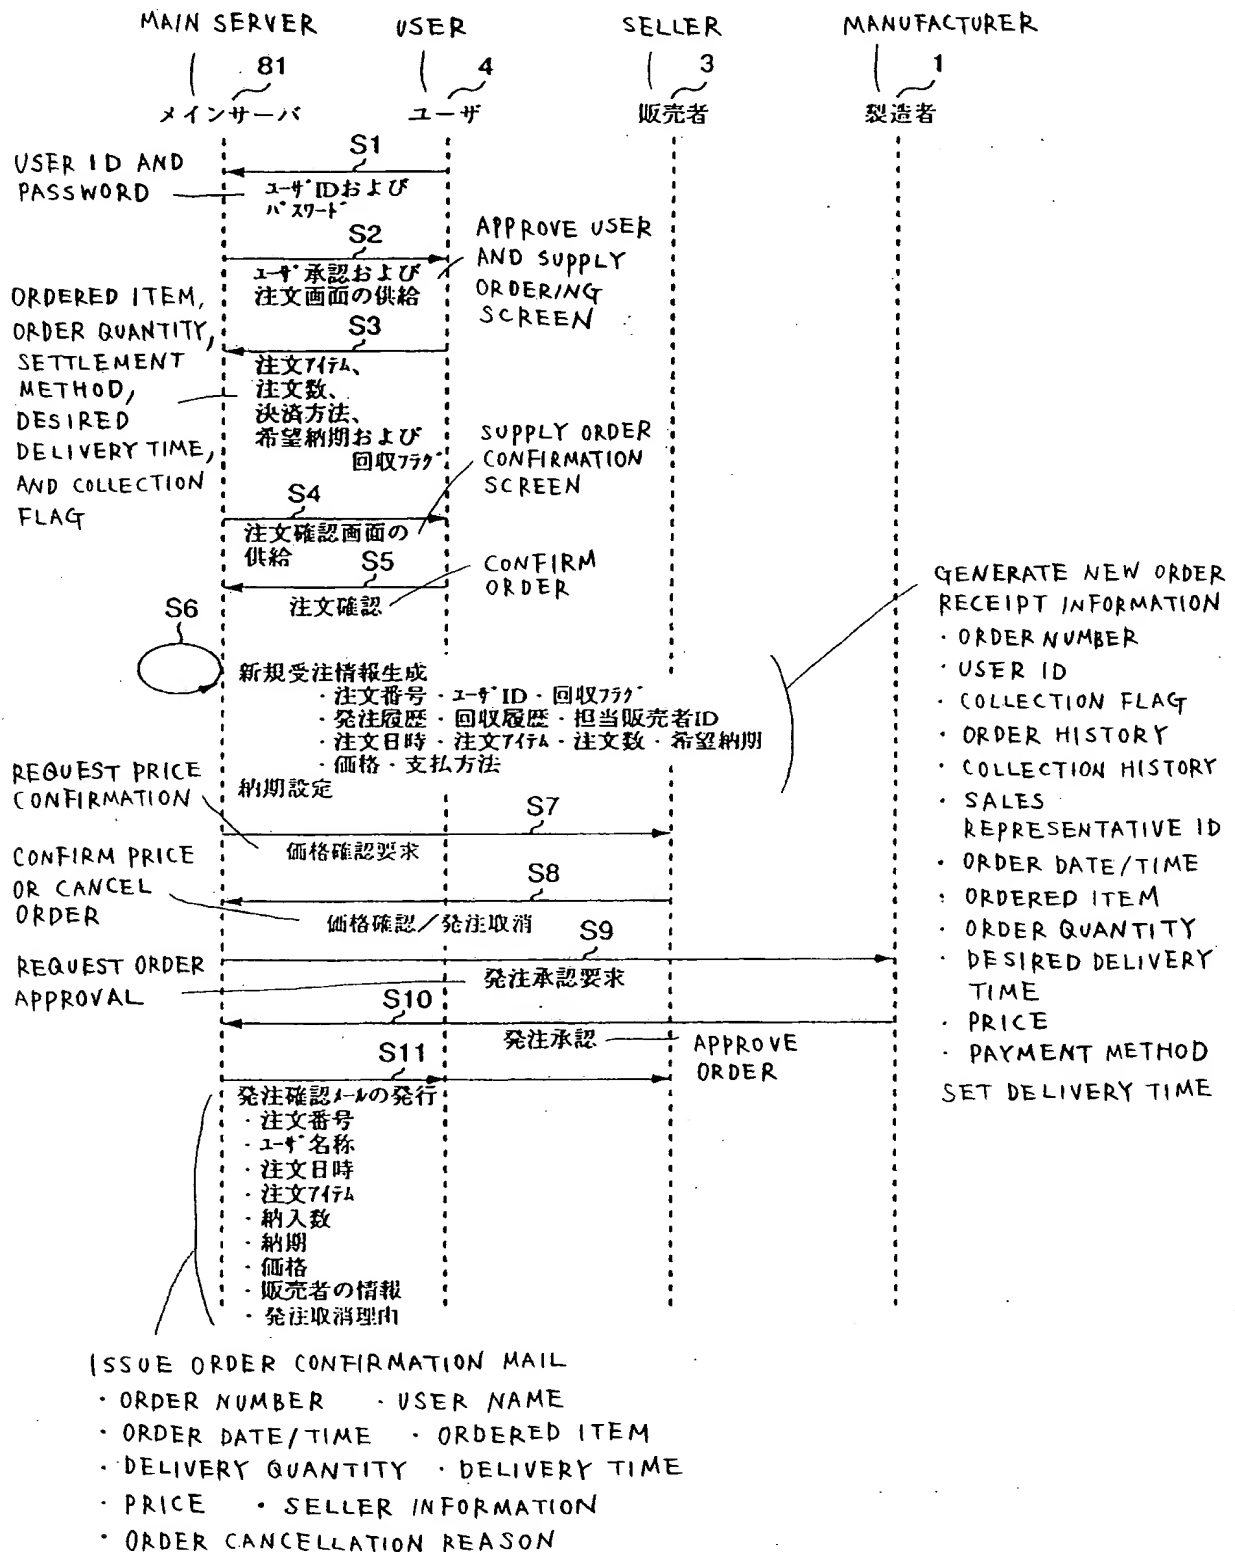 MAIN SERVER USER SELLER MANUFACTURER
81 4 3 1
メインサーバ ユーザ 販売者 製造者
S1
USER ID AND
PASSWORD
ユーザIDおよび
パスワード
S2
APPROVE USER
AND SUPPLY
ORDERING
SCREEN
ユーザ承認および
注文画面の供給
ORDERED ITEM,
ORDER QUANTITY,
SETTLEMENT
METHOD,
DESIRED
DELIVERY TIME,
AND COLLECTION
FLAG
S3
注文アイテム、
注文数、
決済方法、
希望納期および
回収フラグ
SUPPLY ORDER
CONFIRMATION
SCREEN
S4
注文確認画面の
供給
S5
CONFIRM
ORDER
注文確認
S6
新規受注情報生成
・注文番号・ユーザID・回収フラグ
・発注履歴・回収履歴・担当販売者ID
・注文日時・注文アイテム・注文数・希望納期
・価格・支払方法
納期設定
GENERATE NEW ORDER
RECEIPT INFORMATION
・ORDER NUMBER
・USER ID
・COLLECTION FLAG
・ORDER HISTORY
・COLLECTION HISTORY
・SALES
REPRESENTATIVE ID
・ORDER DATE/TIME
・ORDERED ITEM
・ORDER QUANTITY
・DESIRED DELIVERY
TIME
・PRICE
・PAYMENT METHOD
SET DELIVERY TIME
REQUEST PRICE
CONFIRMATION
S7
価格確認要求
CONFIRM PRICE
OR CANCEL
ORDER
S8
価格確認/発注取消
REQUEST ORDER
APPROVAL
S9
発注承認要求
S10
発注承認
APPROVE
ORDER
S11
発注確認メールの発行
・注文番号
・ユーザ名称
・注文日時
・注文アイテム
・納入数
・納期
・価格
・販売者の情報
・発注取消理由
ISSUE ORDER CONFIRMATION MAIL
・ORDER NUMBER ・USER NAME
・ORDER DATE/TIME ・ORDERED ITEM
・DELIVERY QUANTITY ・DELIVERY TIME
・PRICE ・SELLER INFORMATION
・ORDER CANCELLATION REASON